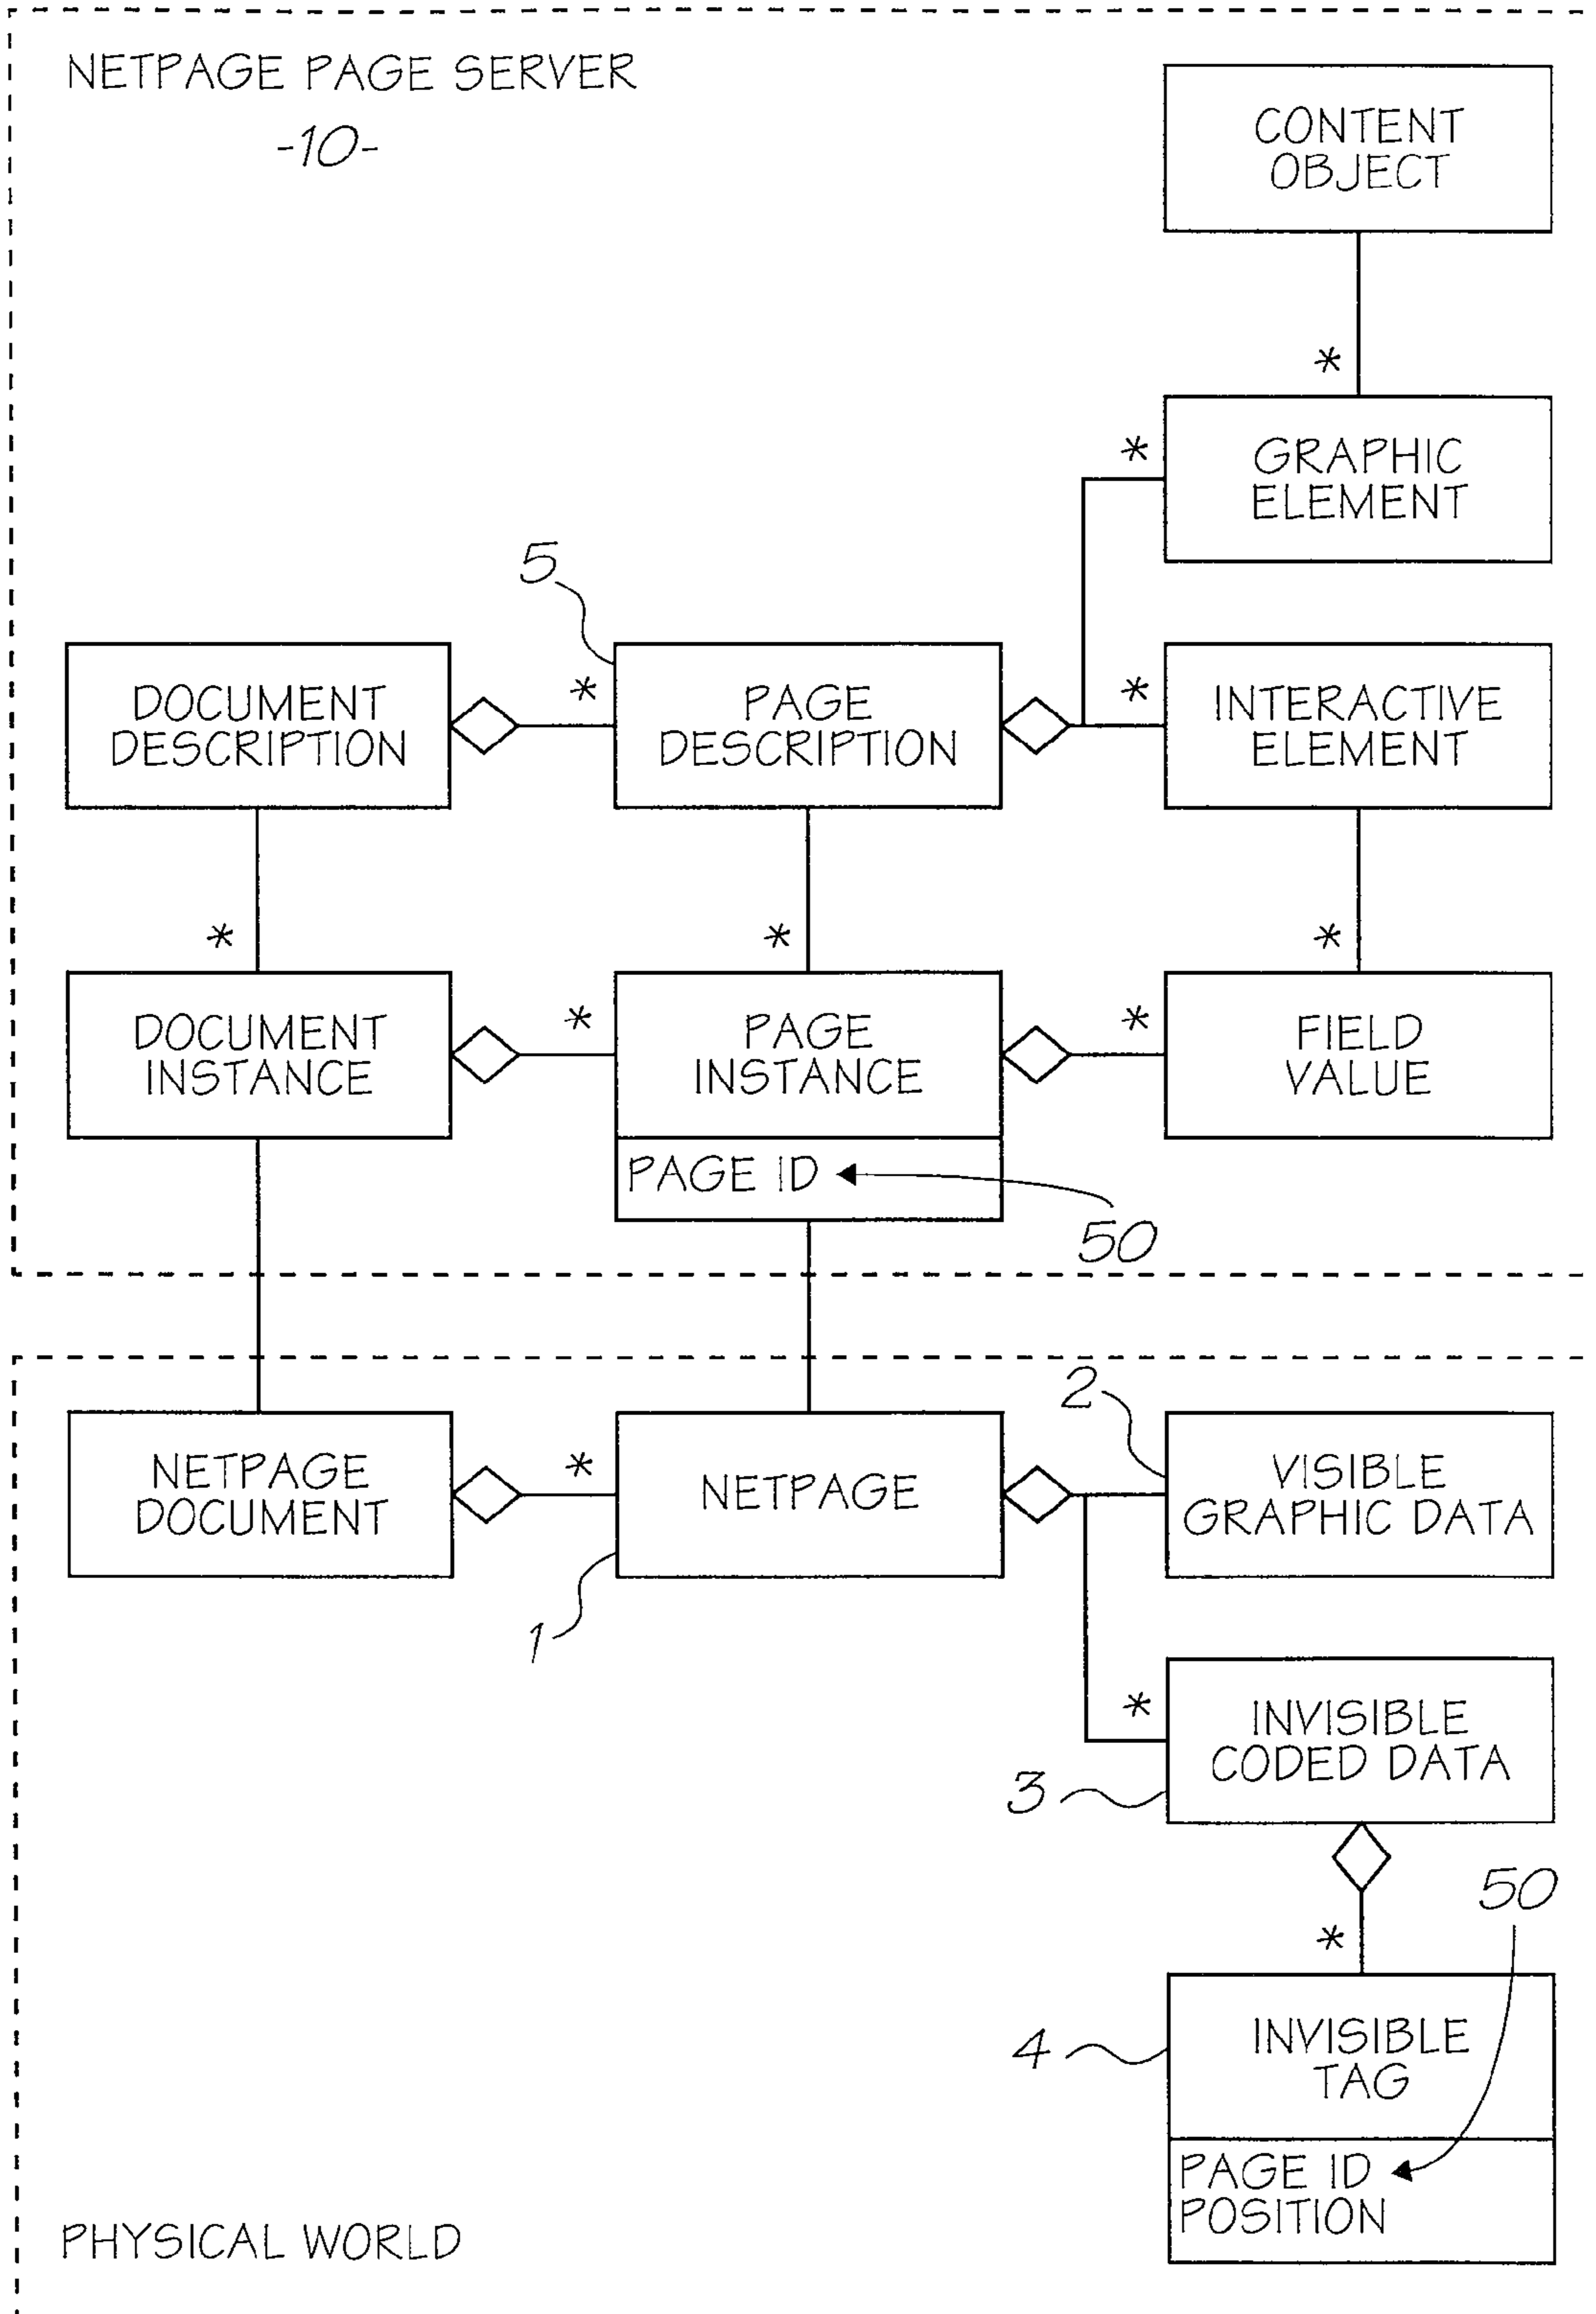 NETPAGE PAGE SERVER
-10-
CONTENT
OBJECT
*
*
GRAPHIC
ELEMENT
5
DOCUMENT
DESCRIPTION
*
PAGE
DESCRIPTION
*
INTERACTIVE
ELEMENT
*
*
*
DOCUMENT
INSTANCE
*
PAGE
INSTANCE
*
FIELD
VALUE
PAGE ID
50
NETPAGE
DOCUMENT
*
NETPAGE
1
2
VISIBLE
GRAPHIC DATA
*
INVISIBLE
CODED DATA
3
*
50
4
INVISIBLE
TAG
PAGE ID
POSITION
PHYSICAL WORLD